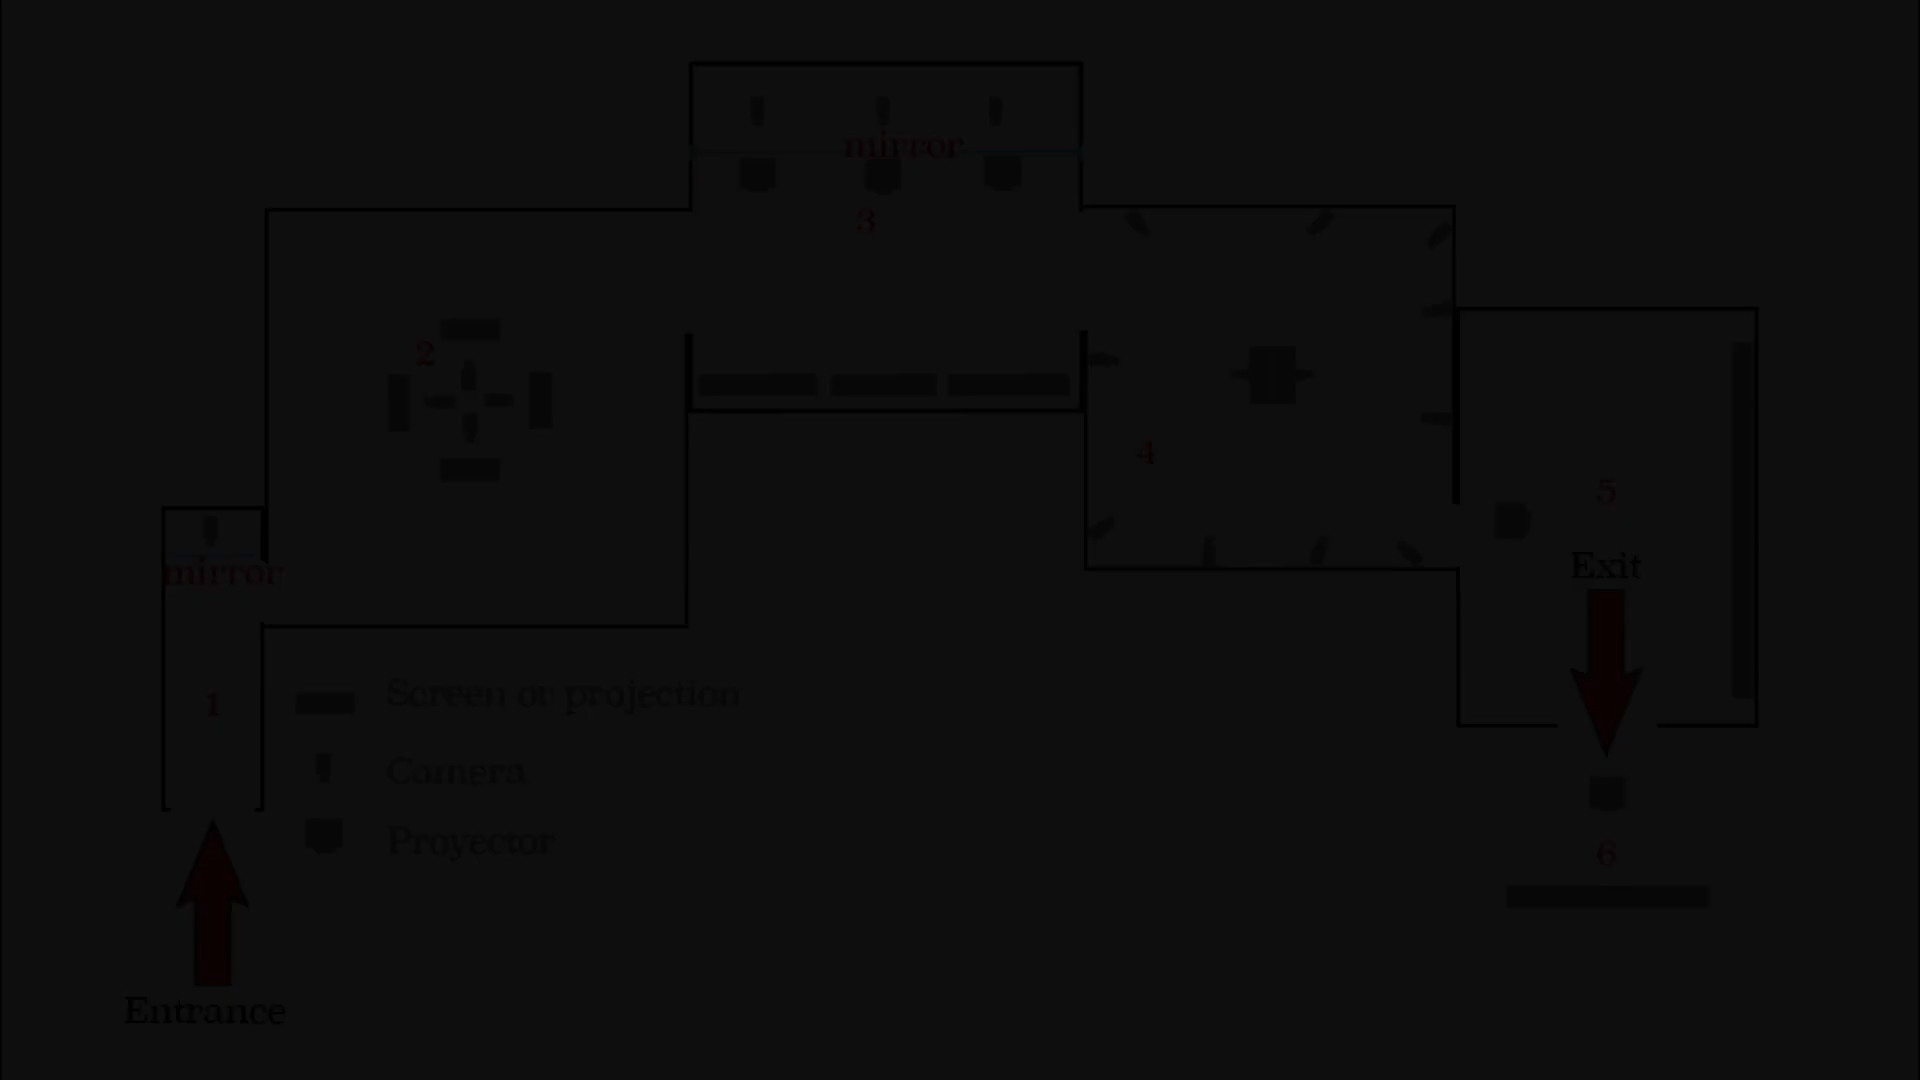 mirror
3
2
4
5
Exit
mirror
1
Screen or projection
Camera
Proyector
6
Entrance